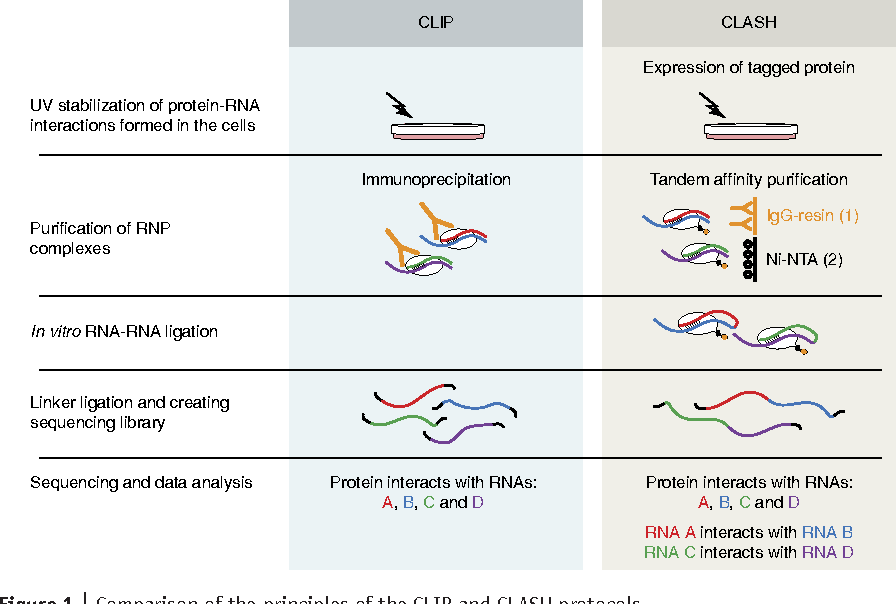 CLIP
CLASH
Expression of tagged protein
UV stabilization of protein-RNA
interactions formed in the cells
Immunoprecipitation
Tandem affinity purification
IgG-resin (1)
Purification of RNP
complexes
Ni-NTA (2)
In vitro RNA-RNA ligation
Linker ligation and creating
sequencing library
Sequencing and data analysis
Protein interacts with RNAs:
A, B, C and D
Protein interacts with RNAs:
A, B, C and D
RNA A interacts with RNA B
RNA C interacts with RNA D
Figure 1 | Comparison of the principles of the CLIP and CLASH protocols